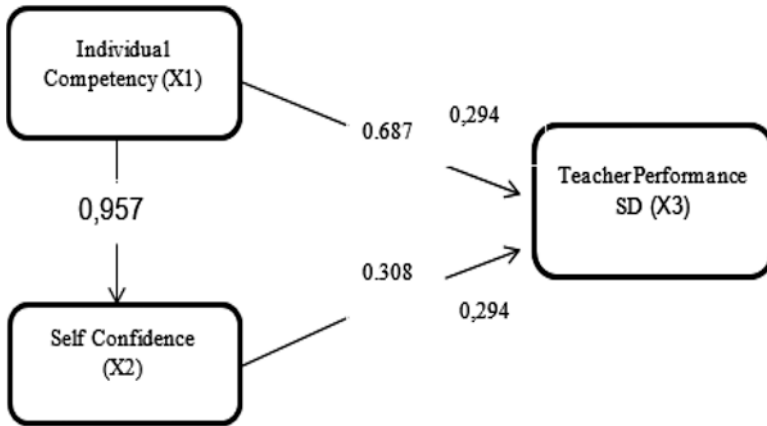 Individual
Competency (X1)
0.687
0,294
Teacher Performance
SD (X3)
0,957
0.308
0,294
Self Confidence
(X2)